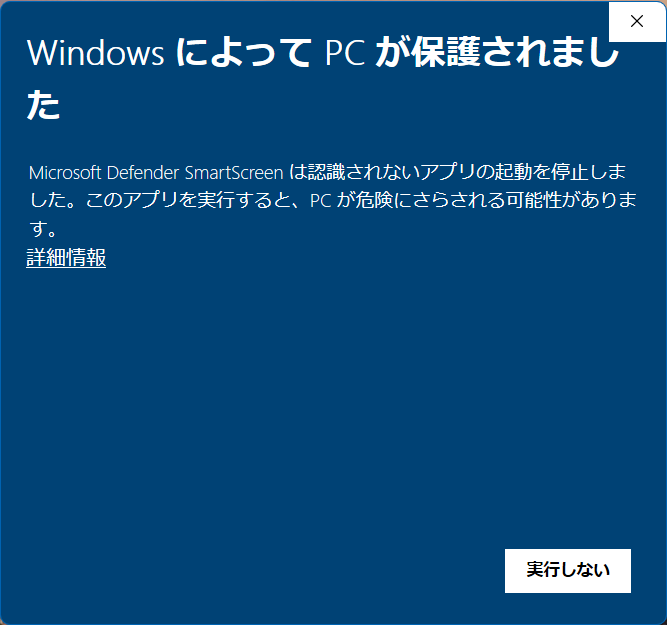 Windows によって PC が保護されまし
た
Microsoft Defender SmartScreen は認識されないアプリの起動を停止しま
した。このアプリを実行すると、PC が危険にさらされる可能性がありま
す。
詳細情報
実行しない